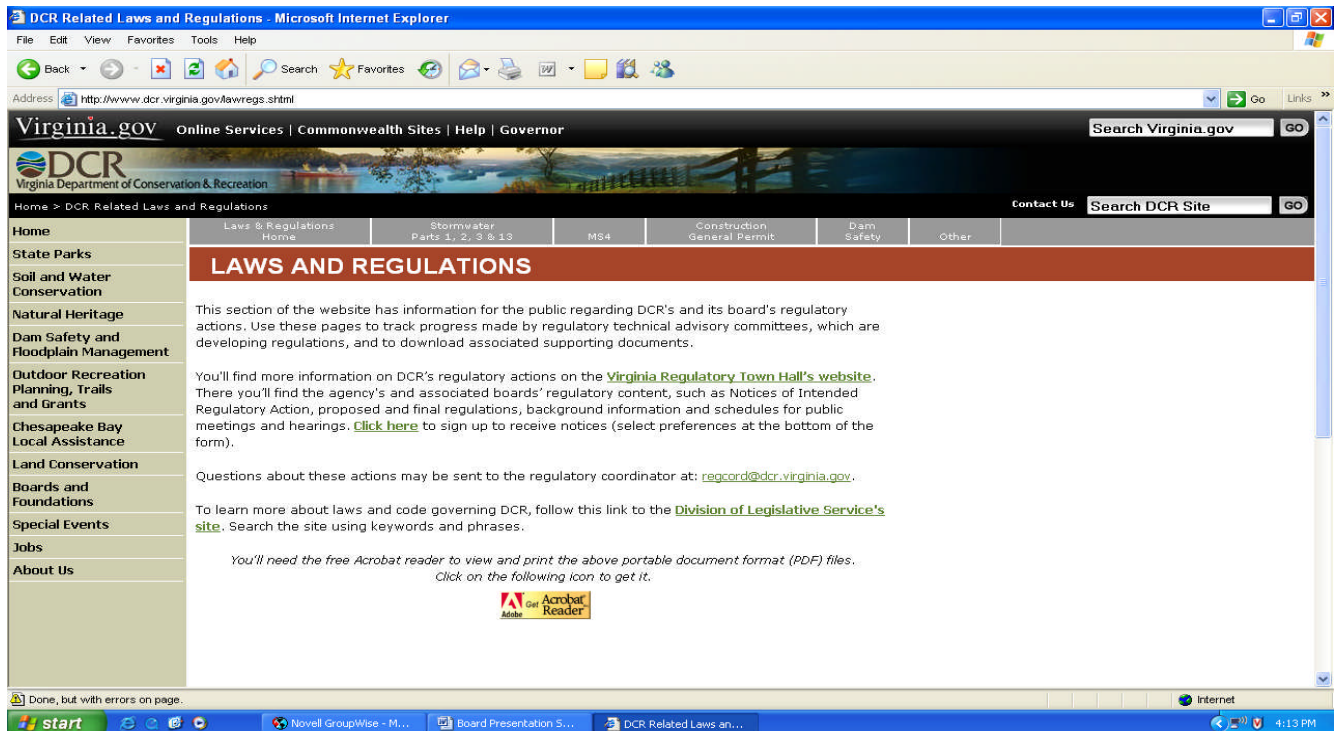 DCR Related Laws and Regulations - Microsoft Internet Explorer
File Edit View Favorites Tools Help
Back Search Favorites
Address http://www.dcr.virginia.gov/lawregs.shtml Go Links »
Virginia.gov Online Services | Commonwealth Sites | Help | Governor Search Virginia.gov GO
DCR
Virginia Department of Conservation & Recreation
Home > DCR Related Laws and Regulations Contact Us Search DCR Site GO
Laws & Regulations Home Stormwater Parts 1, 2, 3 & 13 MS4 Construction General Permit Dam Safety Other
Home
State Parks
Soil and Water
Conservation
Natural Heritage
Dam Safety and
Floodplain Management
Outdoor Recreation
Planning, Trails
and Grants
Chesapeake Bay
Local Assistance
Land Conservation
Boards and
Foundations
Special Events
Jobs
About Us
LAWS AND REGULATIONS
This section of the website has information for the public regarding DCR's and its board's regulatory
actions. Use these pages to track progress made by regulatory technical advisory committees, which are
developing regulations, and to download associated supporting documents.
You'll find more information on DCR's regulatory actions on the Virginia Regulatory Town Hall's website.
There you'll find the agency's and associated boards' regulatory content, such as Notices of Intended
Regulatory Action, proposed and final regulations, background information and schedules for public
meetings and hearings. Click here to sign up to receive notices (select preferences at the bottom of the
form).
Questions about these actions may be sent to the regulatory coordinator at: regcord@dcr.virginia.gov.
To learn more about laws and code governing DCR, follow this link to the Division of Legislative Service's
site. Search the site using keywords and phrases.
You'll need the free Acrobat reader to view and print the above portable document format (PDF) files.
Click on the following icon to get it.
Adobe Get Acrobat Reader
Done, but with errors on page. Internet
start Novell GroupWise - M... Board Presentation S... DCR Related Laws an... 4:13 PM